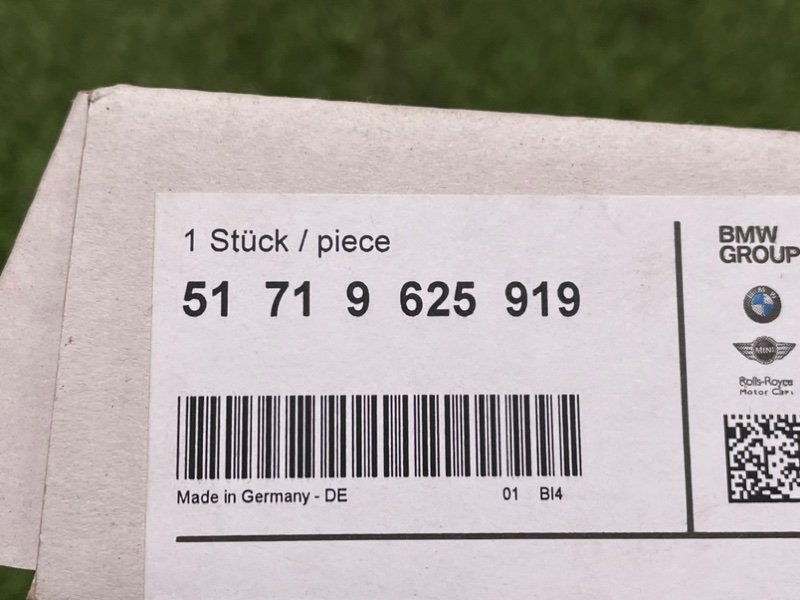 1 Stück / piece
51 71 9 625 919
Made in Germany - DE
01 BI4
BMW
GROUP
MINI
Rolls-Royce
Motor Cars